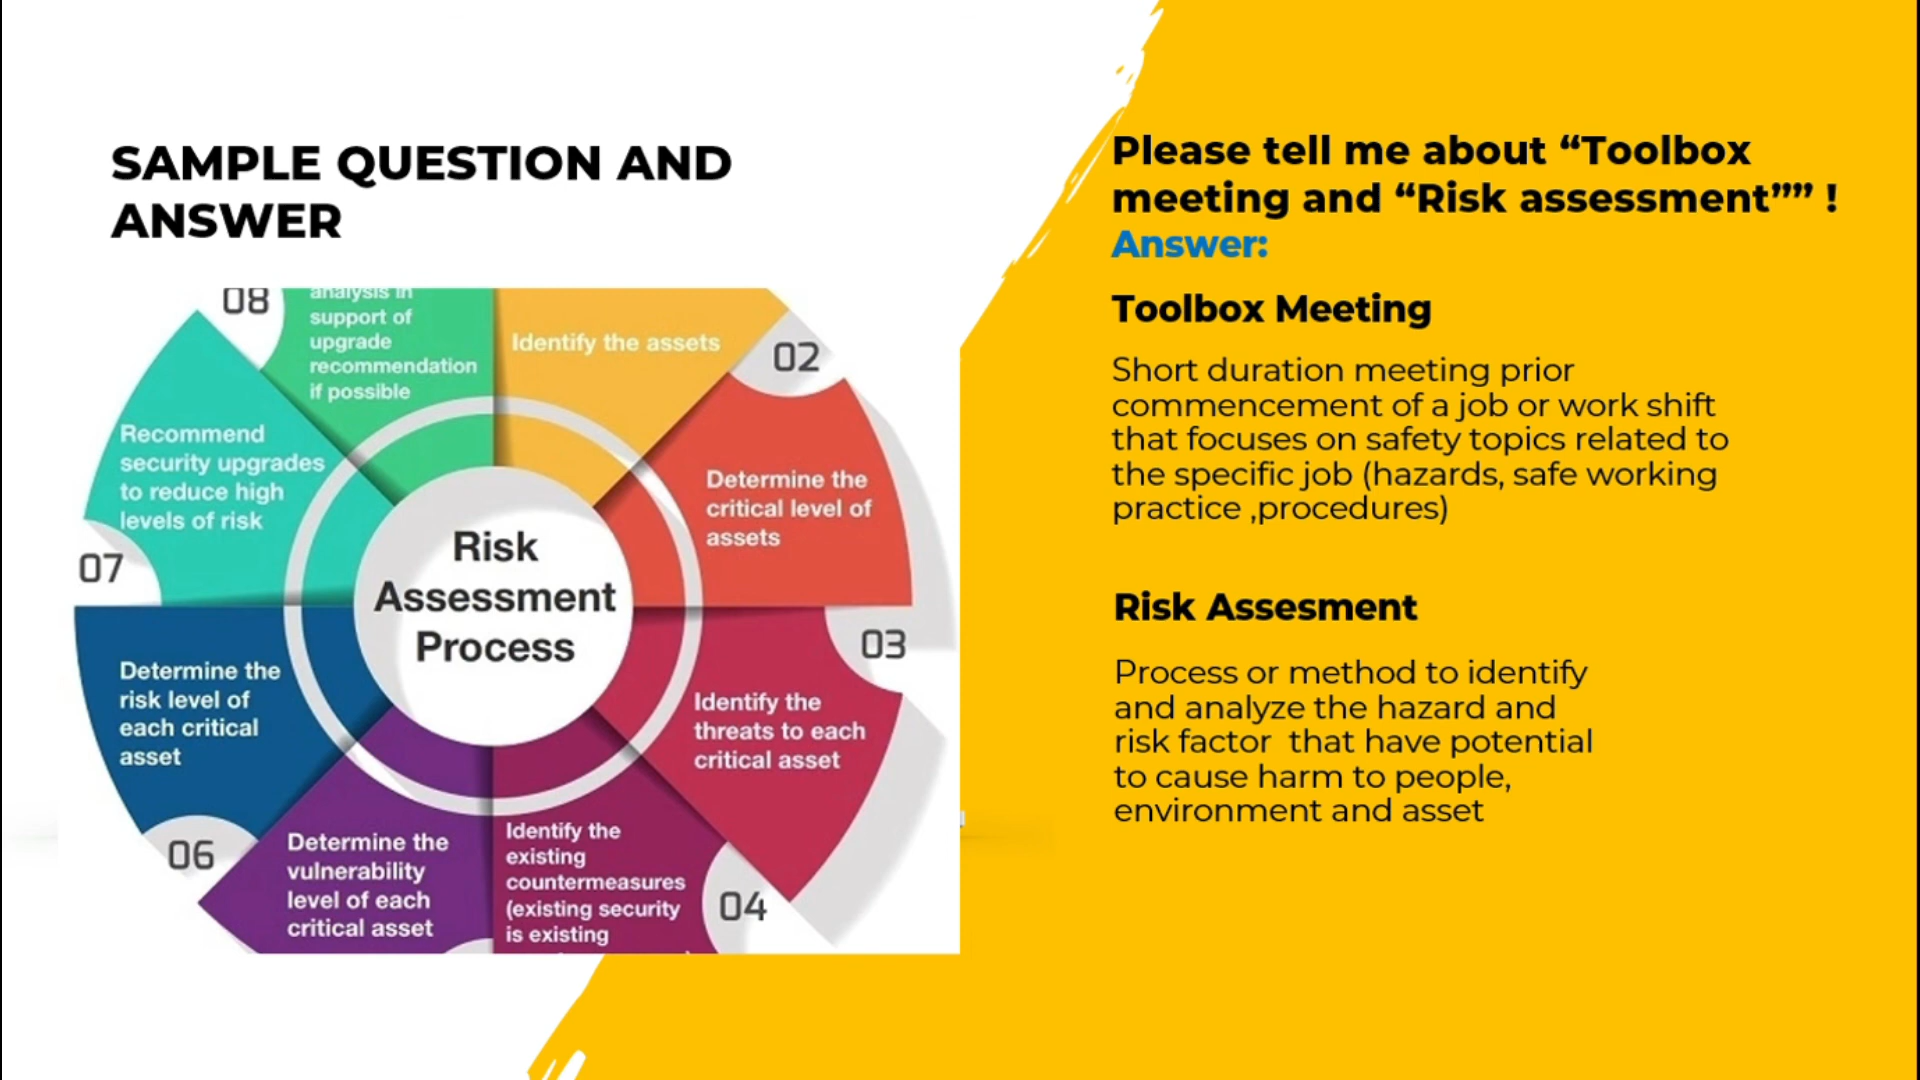 SAMPLE QUESTION AND
ANSWER
08
analysis in
support of
upgrade
recommendation
if possible
Identify the assets
02
Determine the
critical level of
assets
03
Identify the
threats to each
critical asset
04
Identify the
existing
countermeasures
(existing security
is existing
Determine the
vulnerability
level of each
critical asset
06
Determine the
risk level of
each critical
asset
07
Recommend
security upgrades
to reduce high
levels of risk
Risk
Assessment
Process
Please tell me about “Toolbox
meeting and “Risk assessment”” !
Answer:
Toolbox Meeting
Short duration meeting prior
commencement of a job or work shift
that focuses on safety topics related to
the specific job (hazards, safe working
practice ,procedures)
Risk Assesment
Process or method to identify
and analyze the hazard and
risk factor  that have potential
to cause harm to people,
environment and asset